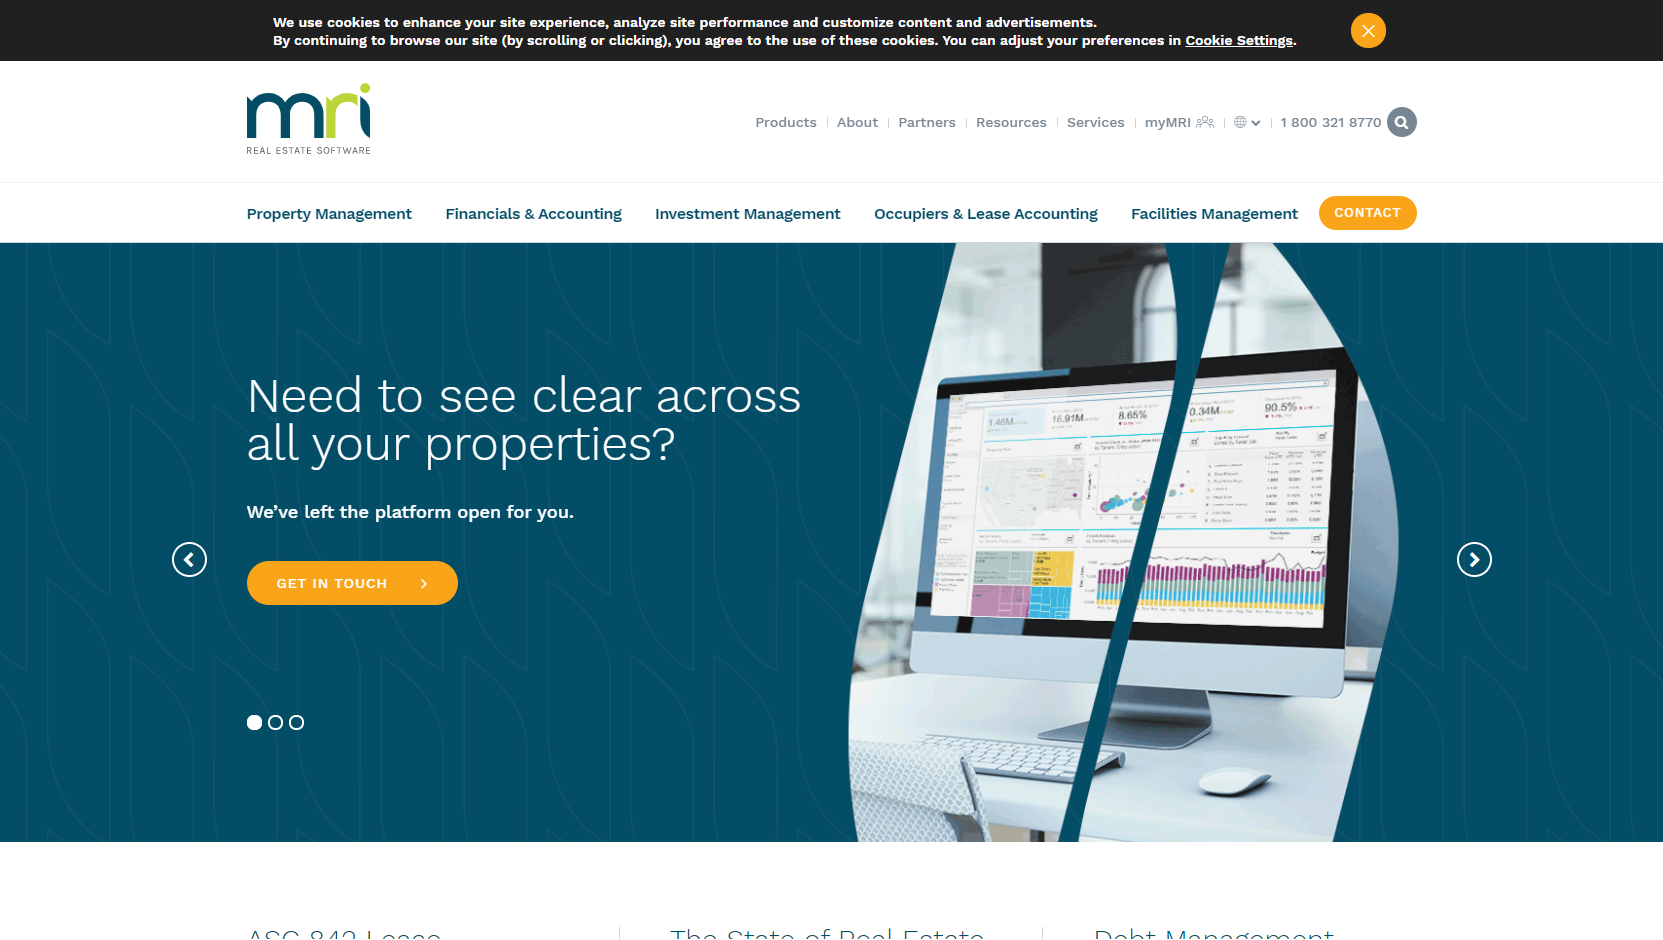 We use cookies to enhance your site experience, analyze site performance and customize content and advertisements.
By continuing to browse our site (by scrolling or clicking), you agree to the use of these cookies. You can adjust your preferences in Cookie Settings.
mri
REAL ESTATE SOFTWARE
Products
About
Partners
Resources
Services
myMRI
1 800 321 8770
Property Management
Financials & Accounting
Investment Management
Occupiers & Lease Accounting
Facilities Management
CONTACT
Need to see clear across
all your properties?
We’ve left the platform open for you.
GET IN TOUCH
1.46M
16.91M
8.65%
0.34M
90.5%
ASC 842 Lease
The State of Real Estate
Debt Management